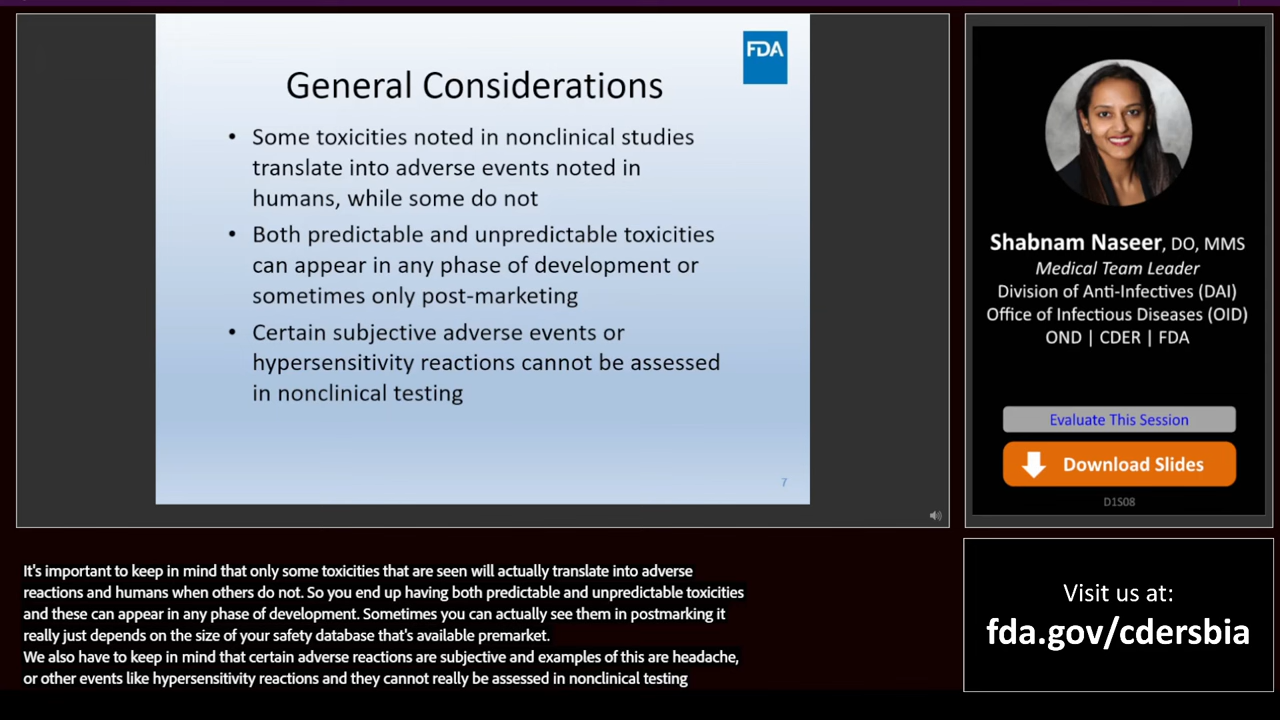 FDA
General Considerations
• Some toxicities noted in nonclinical studies
translate into adverse events noted in
humans, while some do not
• Both predictable and unpredictable toxicities
can appear in any phase of development or
sometimes only post-marketing
• Certain subjective adverse events or
hypersensitivity reactions cannot be assessed
in nonclinical testing
7
Shabnam Naseer, DO, MMS
Medical Team Leader
Division of Anti-Infectives (DAI)
Office of Infectious Diseases (OID)
OND | CDER | FDA
Evaluate This Session
Download Slides
D1S08
It's important to keep in mind that only some toxicities that are seen will actually translate into adverse
reactions and humans when others do not. So you end up having both predictable and unpredictable toxicities
and these can appear in any phase of development. Sometimes you can actually see them in postmarking it
really just depends on the size of your safety database that's available premarket.
We also have to keep in mind that certain adverse reactions are subjective and examples of this are headache,
or other events like hypersensitivity reactions and they cannot really be assessed in nonclinical testing
Visit us at:
fda.gov/cdersbia